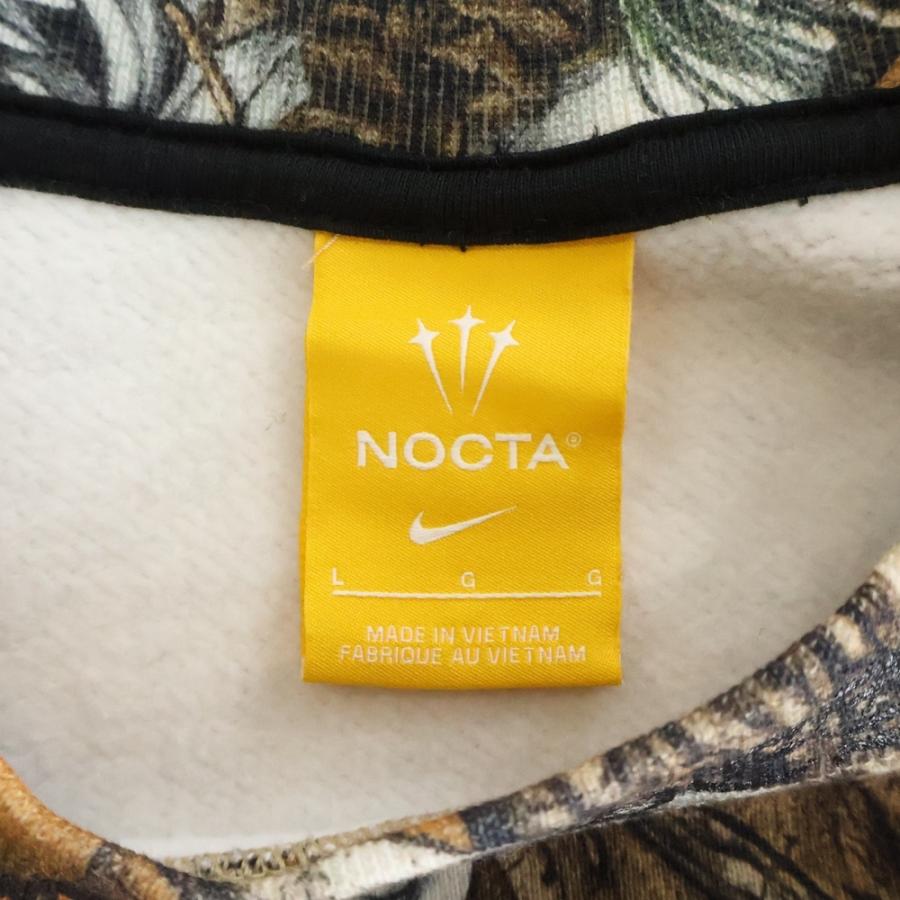 NOCTA®
L G G
MADE IN VIETNAM
FABRIQUE AU VIETNAM